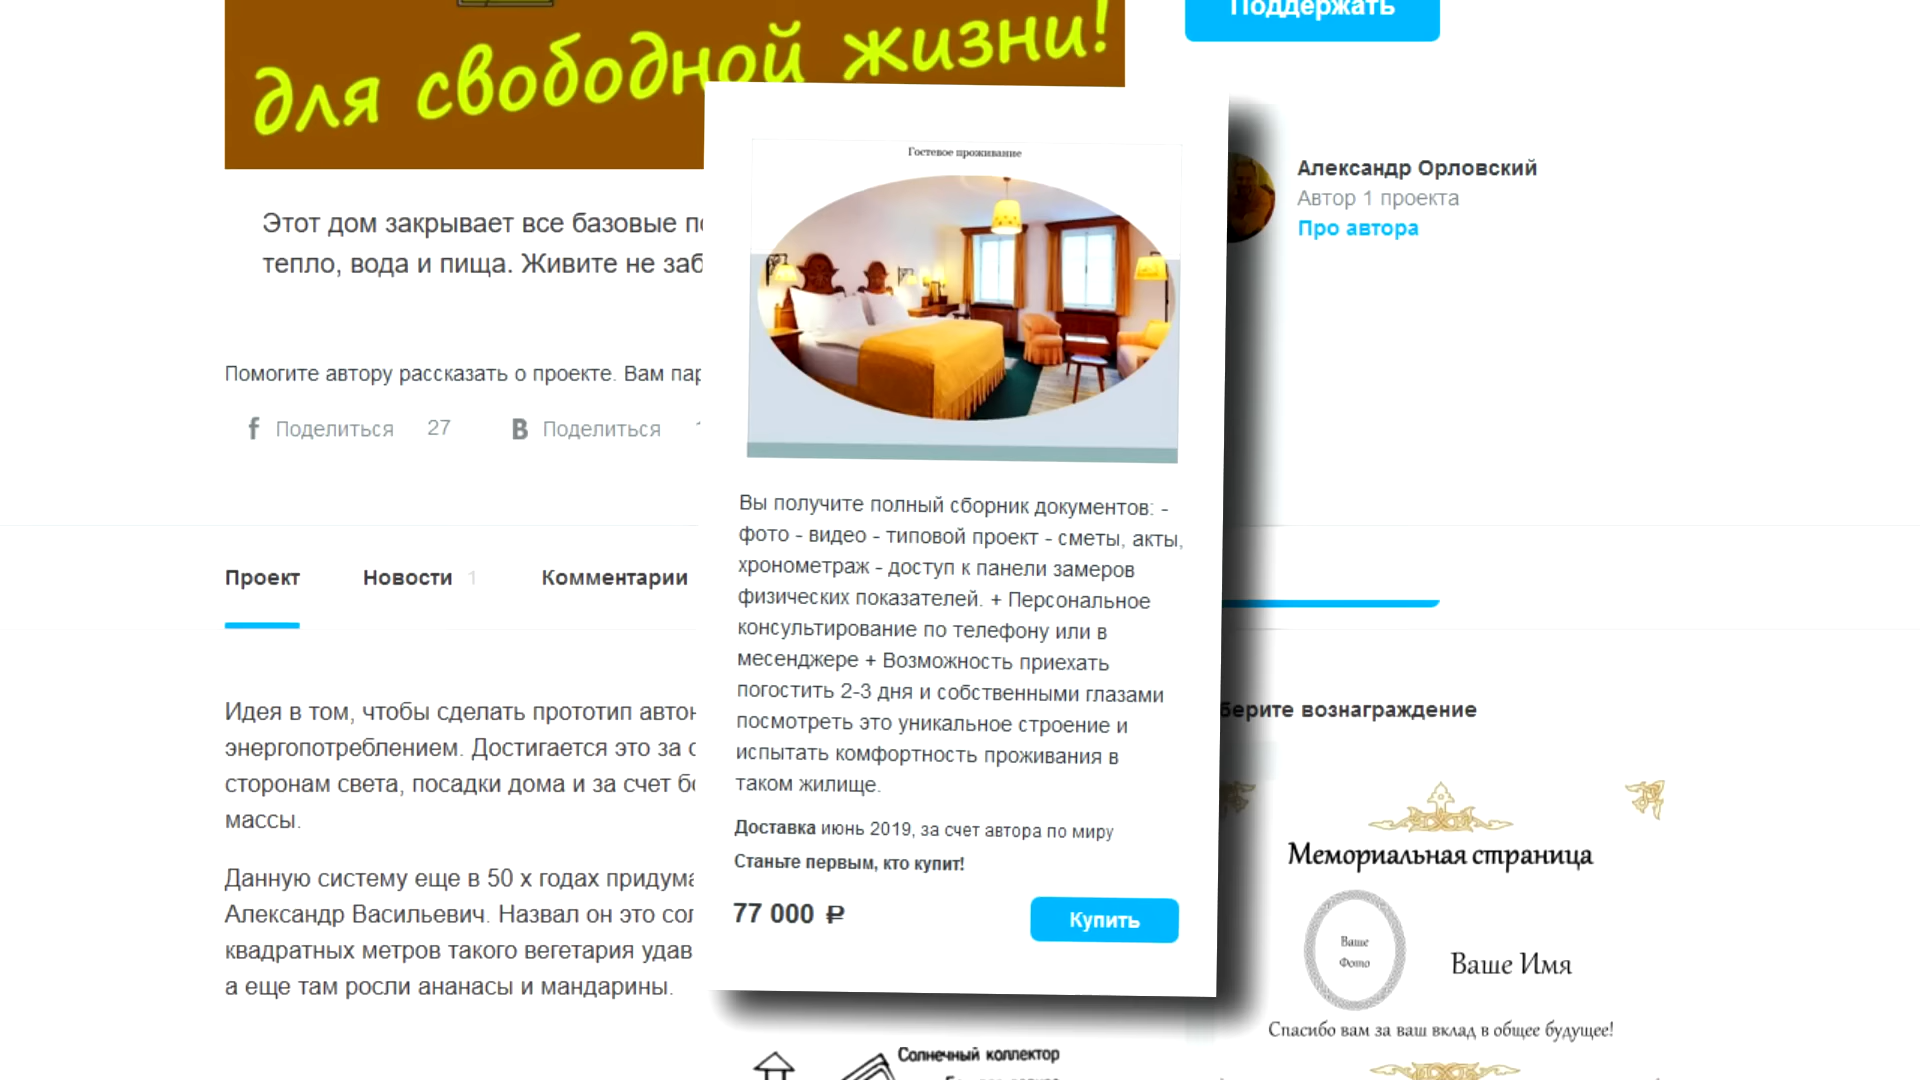 Поддержать
для свободной жизни!
Александр Орловский
Автор 1 проекта
Про автора
Этот дом закрывает все базовые
тепло, вода и пища. Живите не
Помогите автору рассказать о проекте. Вам
Поделиться 27 Поделиться
Проект Новости 1 Комментарии
Идея в том, чтобы сделать прототип
энергопотреблением. Достигается это за
сторонам света, посадки дома и за счет
массы.
Данную систему еще в 50 х годах
Александр Васильевич. Назвал он это
квадратных метров такого вегетария
а еще там росли ананасы и мандарины.
Гостевое проживание
Вы получите полный сборник документов: -
фото - видео - типовой проект - сметы, акты,
хронометраж - доступ к панели замеров
физических показателей. + Персональное
консультирование по телефону или в
месенджере + Возможность приехать
погостить 2-3 дня и собственными глазами
посмотреть это уникальное строение и
испытать комфортность проживания в
таком жилище.
Доставка июнь 2019, за счет автора по миру
Станьте первым, кто купит!
77 000 ₽
Купить
вознаграждение
Мемориальная страница
Ваше
Фото
Ваше Имя
Спасибо вам за ваш вклад в общее будущее!
Солнечный коллектор